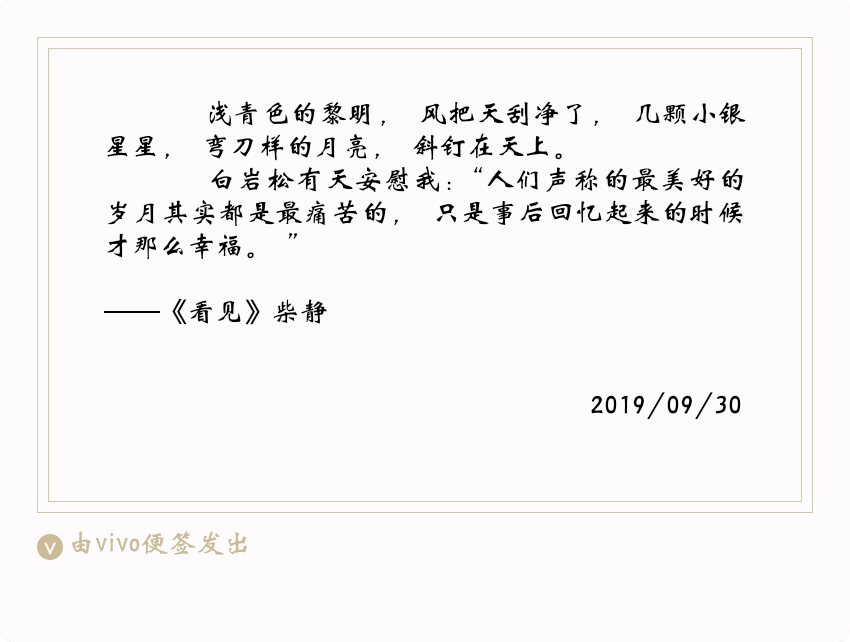 浅青色的黎明， 风把天刮净了， 几颗小银
星星， 弯刀样的月亮， 斜钉在天上。
白岩松有天安慰我：“人们声称的最美好的
岁月其实都是最痛苦的， 只是事后回忆起来的时候
才那么幸福。”
——《看见》柴静
2019/09/30
v 由vivo便签发出